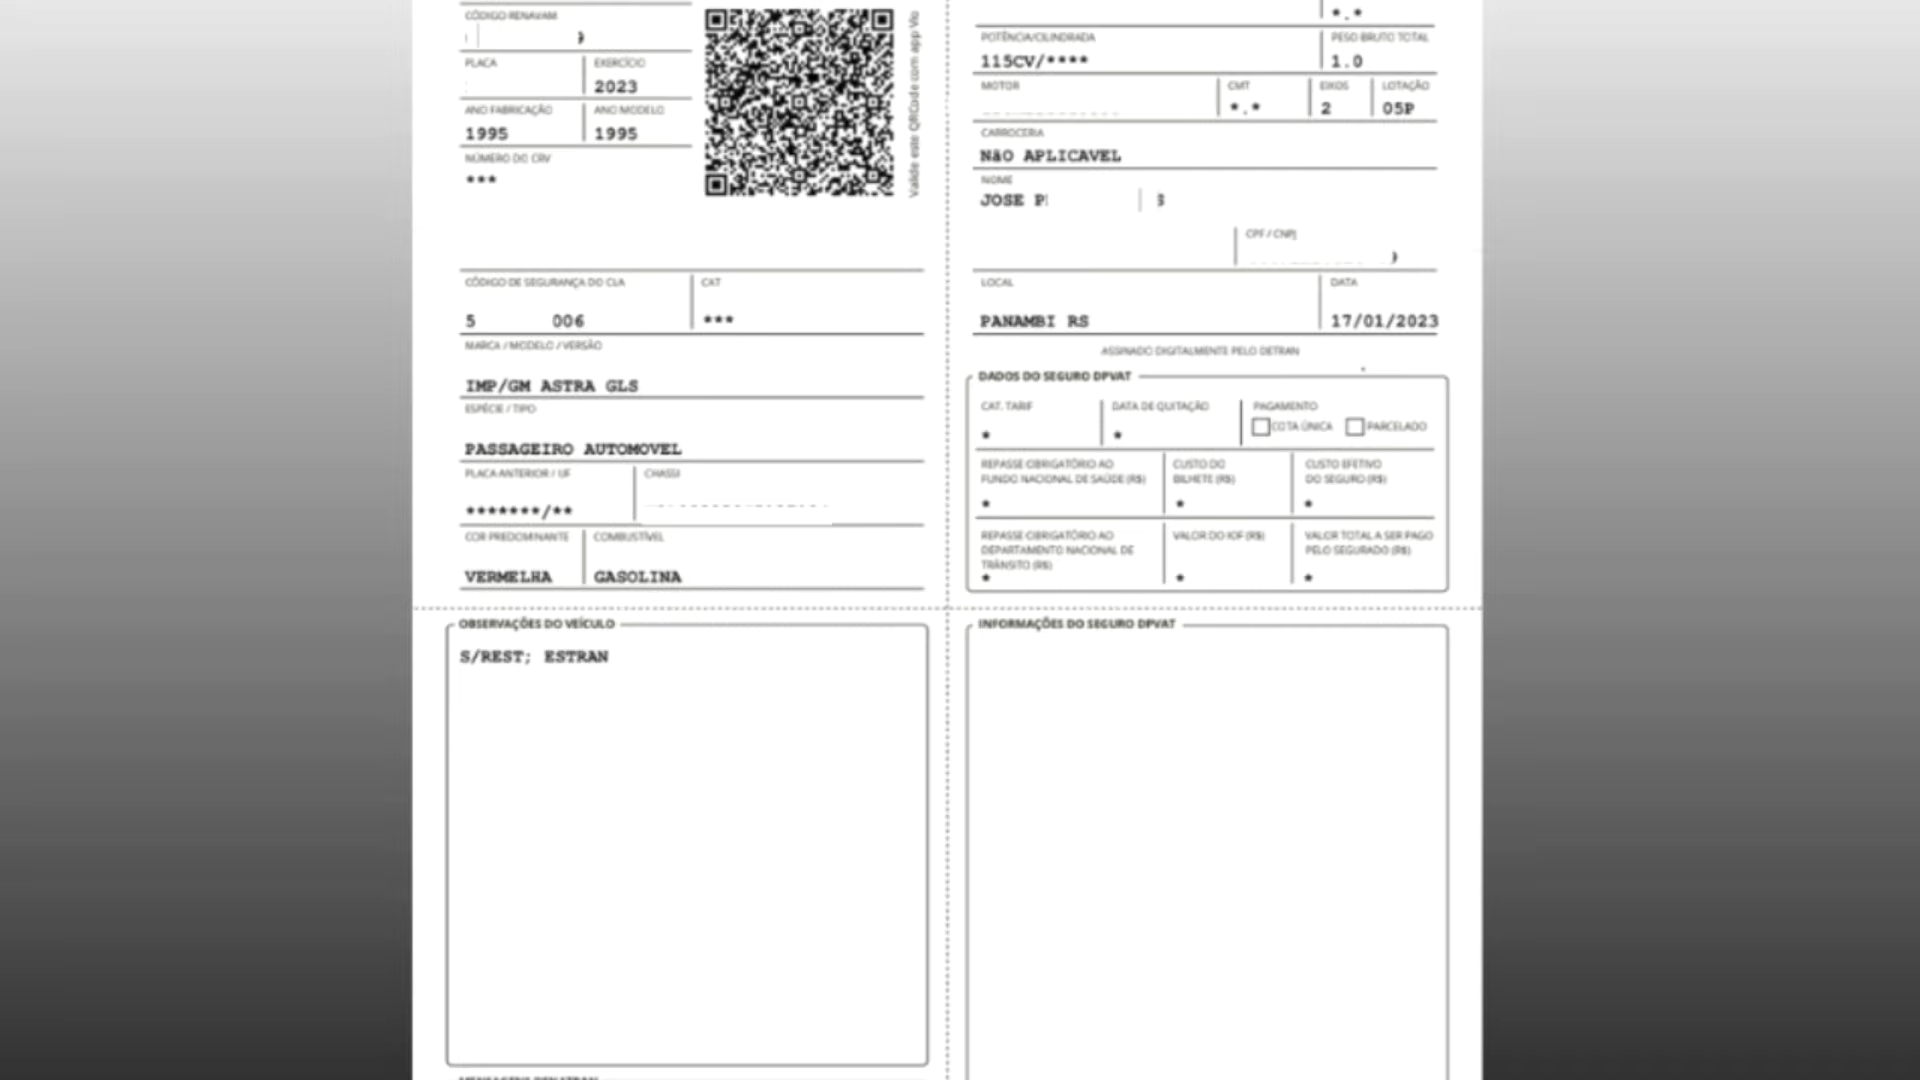 CÓDIGO RENAVAM
PLACA
EXERCÍCIO
2023
ANO FABRICAÇÃO
ANO MODELO
1995
1995
NÚMERO DO CRV
***
Valide este QRCode com app Vio
CÓDIGO DE SEGURANÇA DO CLA
CAT
5 006
***
MARCA / MODELO / VERSÃO
IMP/GM ASTRA GLS
ESPÉCIE / TIPO
PASSAGEIRO AUTOMOVEL
PLACA ANTERIOR / UF
CHASSI
*******/**
COR PREDOMINANTE
COMBUSTÍVEL
VERMELHA
GASOLINA
*.*
POTÊNCIA/CILINDRADA
PESO BRUTO TOTAL
115CV/****
1.0
MOTOR
CMT
EIXOS
LOTAÇÃO
*.*
2
05P
CARROCERIA
NãO APLICAVEL
NOME
JOSE P S
CPF / CNPJ
LOCAL
DATA
PANAMBI RS
17/01/2023
ASSINADO DIGITALMENTE PELO DETRAN
DADOS DO SEGURO DPVAT
CAT. TARIF
DATA DE QUITAÇÃO
PAGAMENTO
*
*
COTA ÚNICA
PARCELADO
REPASSE OBRIGATÓRIO AO
FUNDO NACIONAL DE SAÚDE (R$)
CUSTO DO
BILHETE (R$)
CUSTO EFETIVO
DO SEGURO (R$)
*
*
*
REPASSE OBRIGATÓRIO AO
DEPARTAMENTO NACIONAL DE
TRÂNSITO (R$)
VALOR DO IOF (R$)
VALOR TOTAL A SER PAGO
PELO SEGURADO (R$)
*
*
*
OBSERVAÇÕES DO VEÍCULO
S/REST; ESTRAN
INFORMAÇÕES DO SEGURO DPVAT